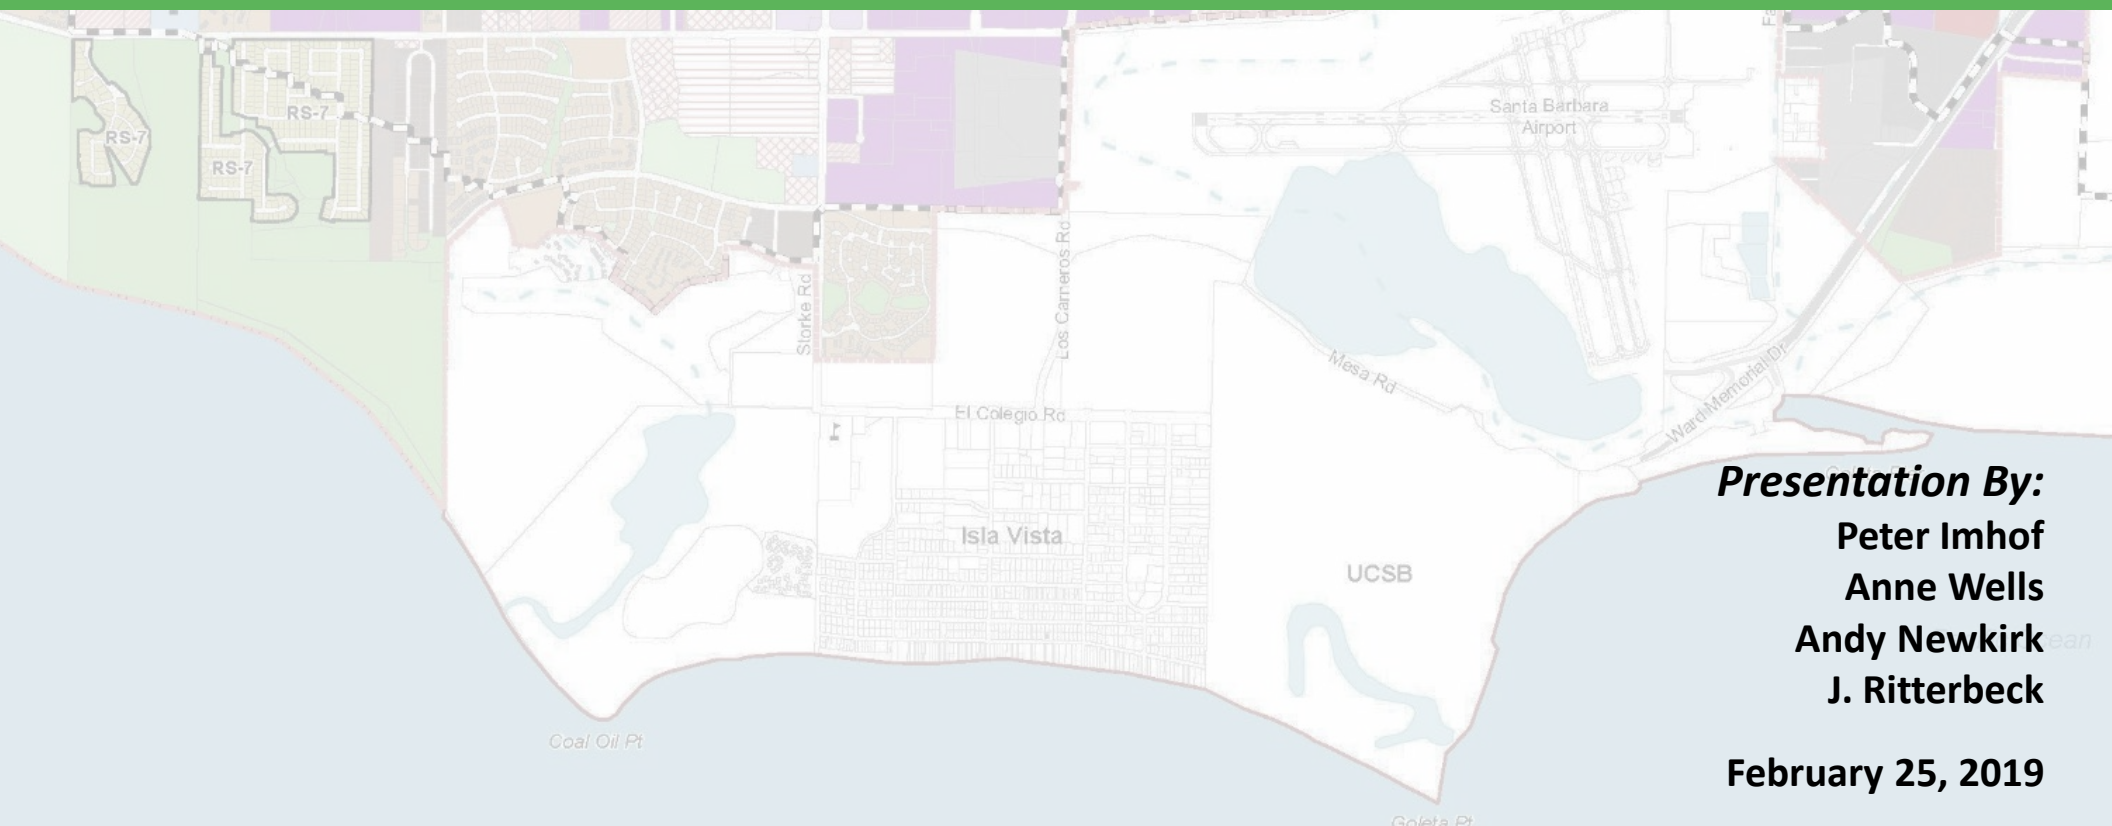 RS-7
RS-7
RS-7
Santa Barbara
Airport
Storke Rd
Los Carneros Rd
Mesa Rd
Ward Memorial Dr
El Colegio Rd
Isla Vista
UCSB
Coal Oil Pt
Goleta Pt
Presentation By:
Peter Imhof
Anne Wells
Andy Newkirk
J. Ritterbeck
February 25, 2019